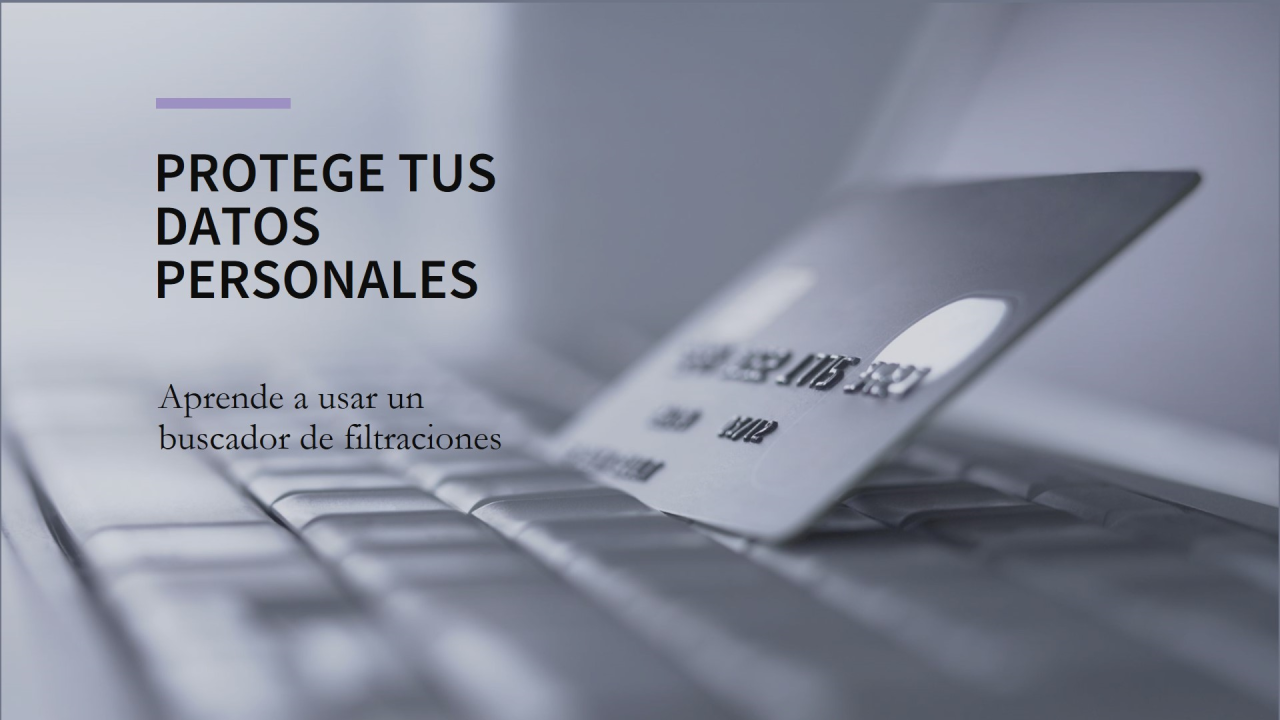 PROTEGE TUS
DATOS
PERSONALES
Aprende a usar un
buscador de filtraciones